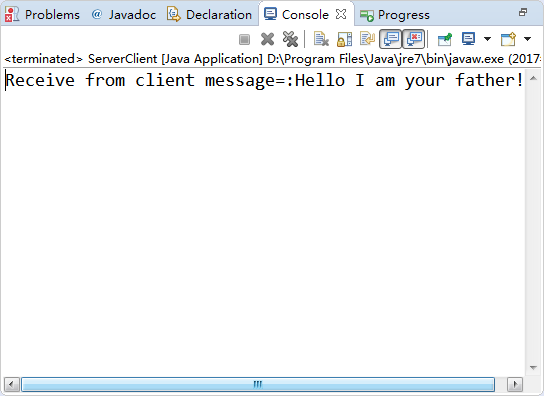 Problems @ Javadoc Declaration Console Progress
<terminated> ServerClient [Java Application] D:\Program Files\Java\jre7\bin\javaw.exe (2017
Receive from client message=:Hello I am your father!